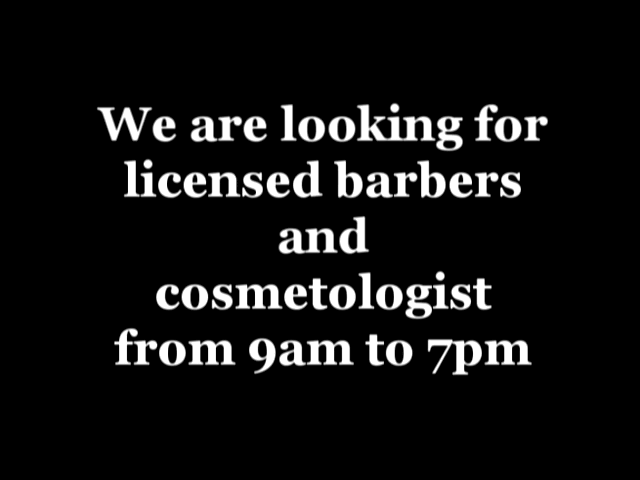 We are looking for
licensed barbers
and
cosmetologist
from 9am to 7pm